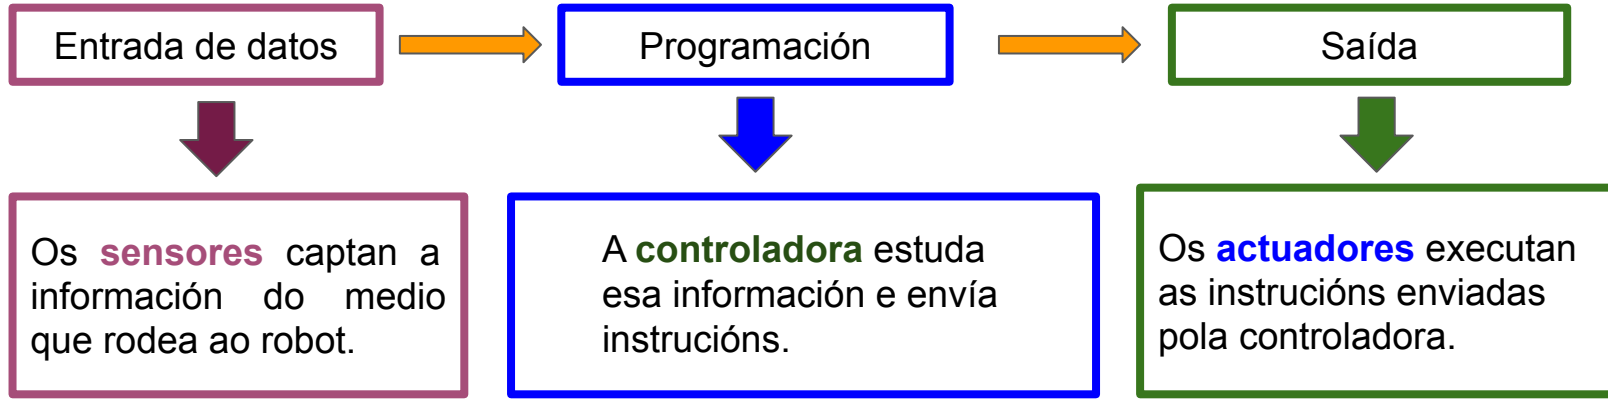 Entrada de datos
Programación
Saída
Os sensores captan a
información do medio
que rodea ao robot.
A controladora estuda
esa información e envía
instrucións.
Os actuadores executan
as instrucións enviadas
pola controladora.